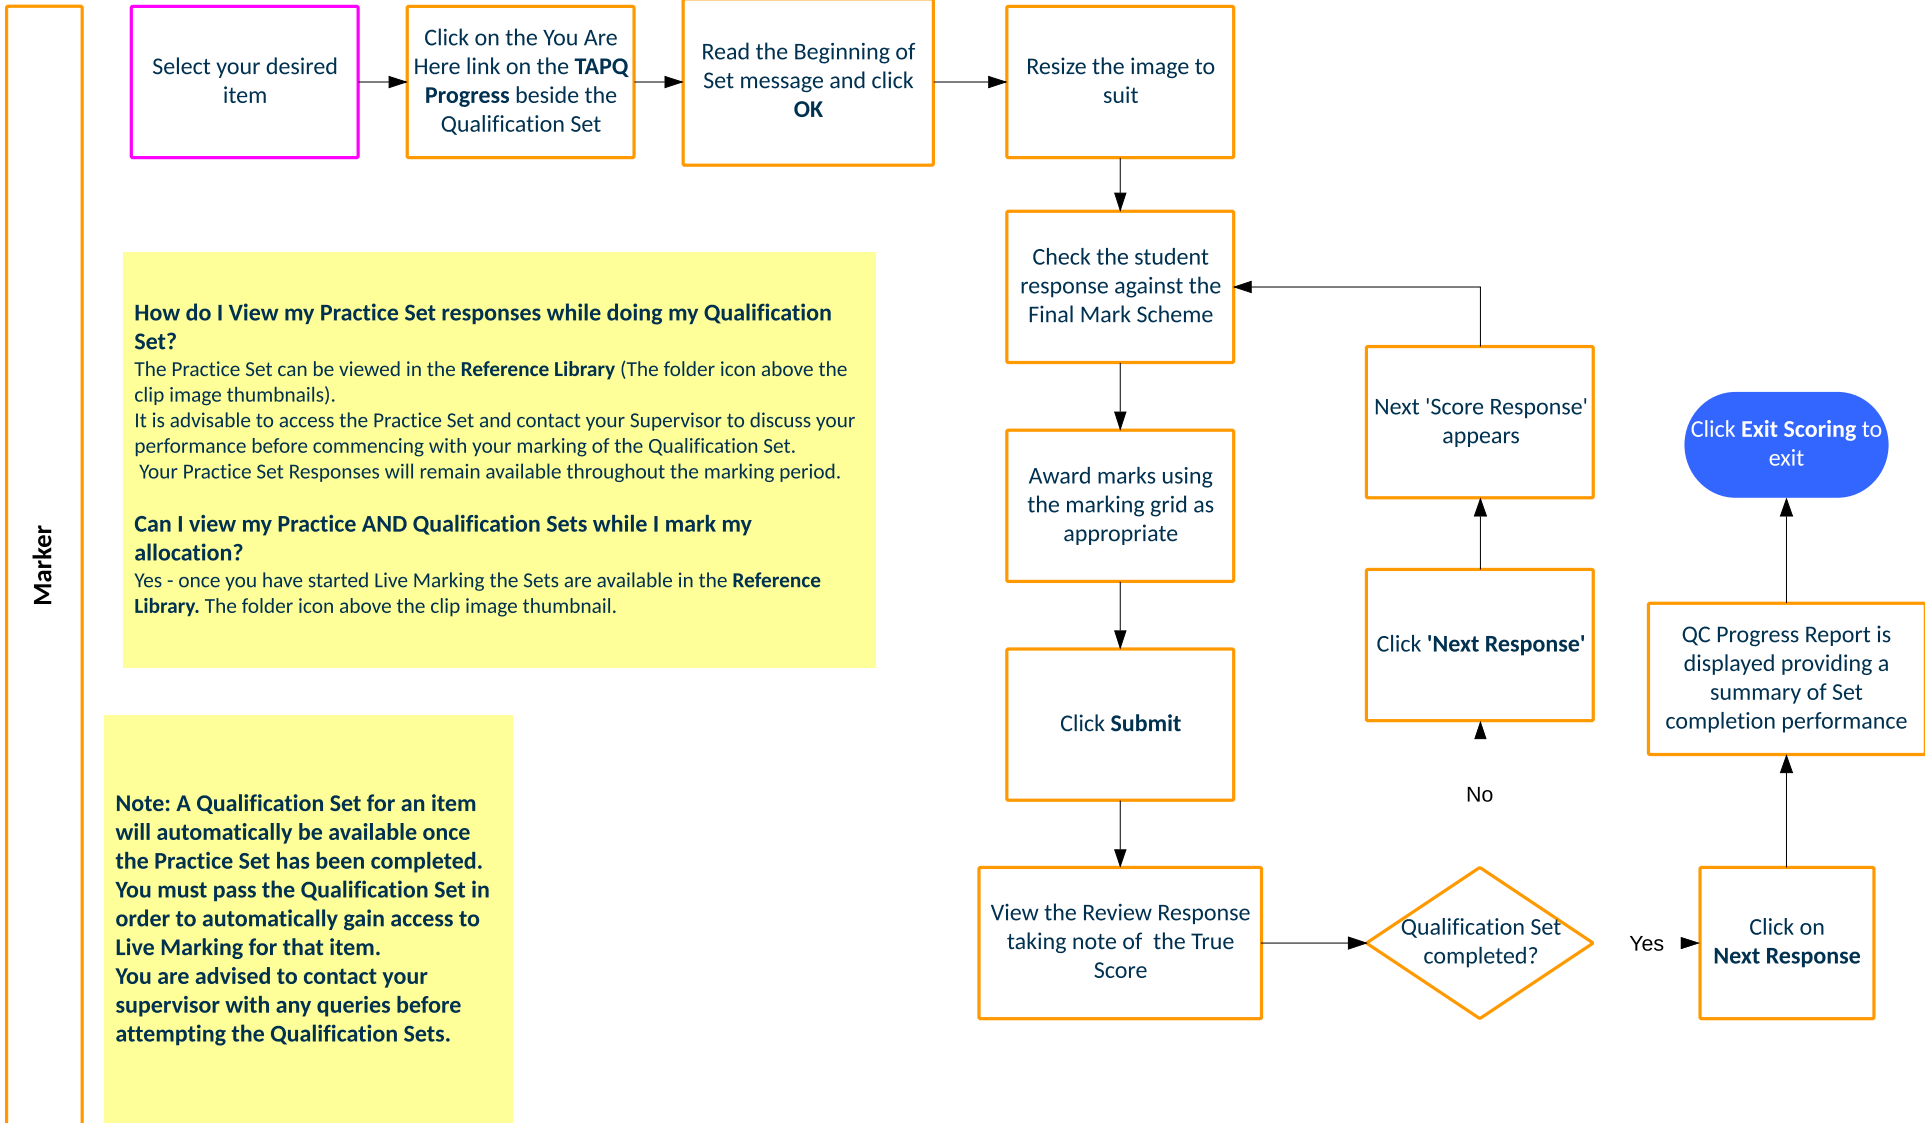 Marker
Select your desired
item
Click on the You Are
Here link on the TAPQ
Progress beside the
Qualification Set
Read the Beginning of
Set message and click
OK
Resize the image to
suit
Check the student
response against the
Final Mark Scheme
Award marks using
the marking grid as
appropriate
Click Submit
View the Review Response
taking note of  the True
Score
Qualification Set
completed?
No
Click 'Next Response'
Next 'Score Response'
appears
Yes
Click on
Next Response
QC Progress Report is
displayed providing a
summary of Set
completion performance
Click Exit Scoring to
exit
How do I View my Practice Set responses while doing my Qualification
Set?
The Practice Set can be viewed in the Reference Library (The folder icon above the
clip image thumbnails).
It is advisable to access the Practice Set and contact your Supervisor to discuss your
performance before commencing with your marking of the Qualification Set.
Your Practice Set Responses will remain available throughout the marking period.
Can I view my Practice AND Qualification Sets while I mark my
allocation?
Yes - once you have started Live Marking the Sets are available in the Reference
Library. The folder icon above the clip image thumbnail.
Note: A Qualification Set for an item
will automatically be available once
the Practice Set has been completed.
You must pass the Qualification Set in
order to automatically gain access to
Live Marking for that item.
You are advised to contact your
supervisor with any queries before
attempting the Qualification Sets.